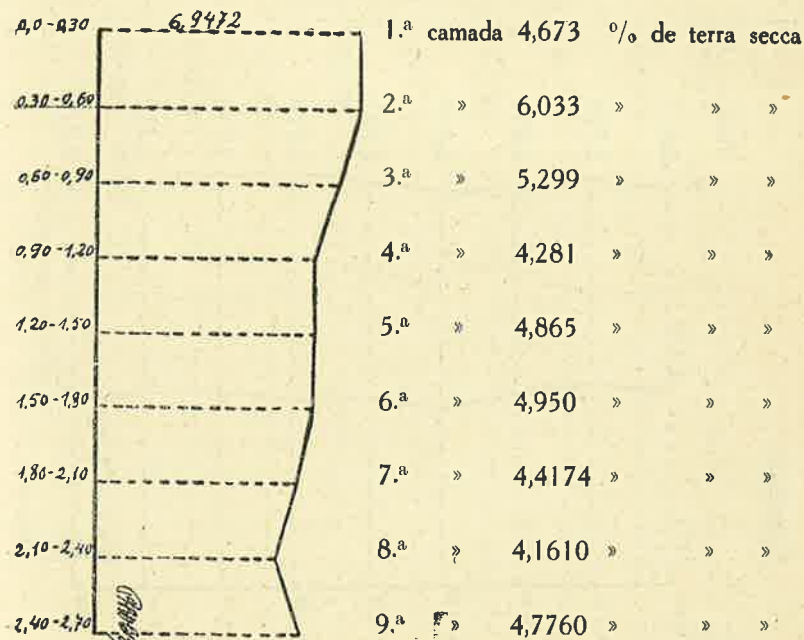 0,0-0,30 6,9472 1.ª camada 4,673 % de terra secca
0,30-0,60 2.ª » 6,033 » » »
0,60-0,90 3.ª » 5,299 » » »
0,90-1,20 4.ª » 4,281 » » »
1,20-1,50 5.ª » 4,865 » » »
1,50-1,80 6.ª » 4,950 » » »
1,80-2,10 7.ª » 4,4174 » » »
2,10-2,40 8.ª » 4,1610 » » »
2,40-2,70 9.ª » 4,7760 » » »